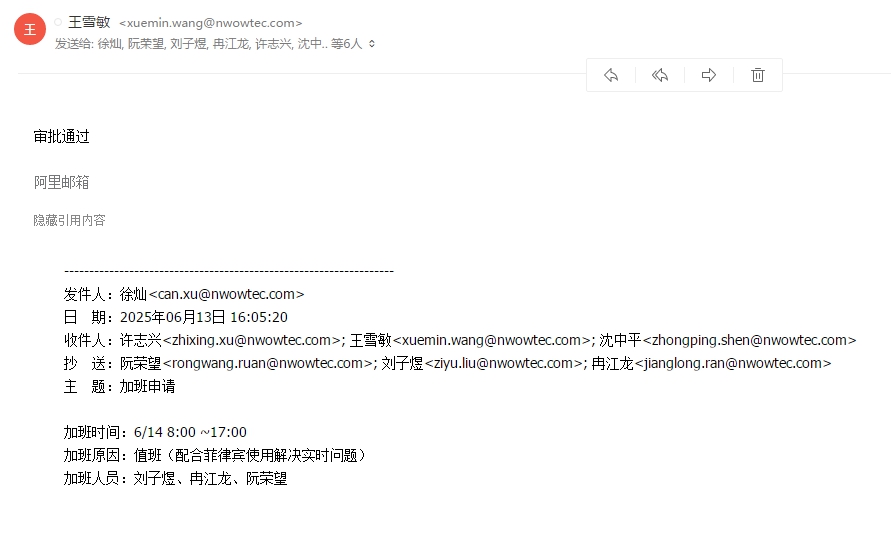 王
王雪敏 <xuemin.wang@nwowtec.com>
发送给: 徐灿, 阮荣望, 刘子煜, 冉江龙, 许志兴, 沈中.. 等6人
审批通过
阿里邮箱
隐藏引用内容
------------------------------------------------------------------
发件人：徐灿<can.xu@nwowtec.com>
日　期：2025年06月13日 16:05:20
收件人：许志兴<zhixing.xu@nwowtec.com>; 王雪敏<xuemin.wang@nwowtec.com>; 沈中平<zhongping.shen@nwowtec.com>
抄　送：阮荣望<rongwang.ruan@nwowtec.com>; 刘子煜<ziyu.liu@nwowtec.com>; 冉江龙<jianglong.ran@nwowtec.com>
主　题：加班申请
加班时间：6/14 8:00 ~17:00
加班原因：值班（配合菲律宾使用解决实时问题）
加班人员：刘子煜、冉江龙、阮荣望